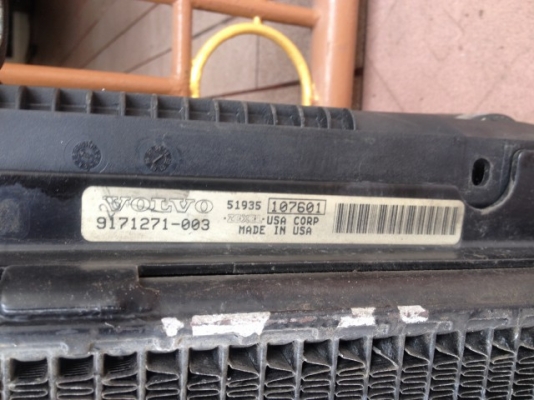 VOLVO 51935 107601
9171271-003 USA CORP
MADE IN USA